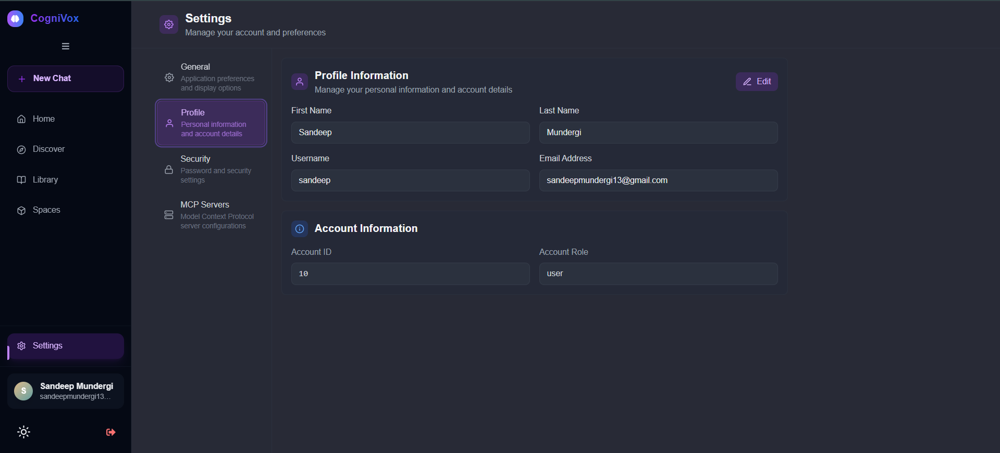 CogniVox
New Chat
Home
Discover
Library
Spaces
Settings
Sandeep Mundergi
sandeepmundergi13...
S
Settings
Manage your account and preferences
General
Application preferences
and display options
Profile
Personal information
and account details
Security
Password and security
settings
MCP Servers
Model Context Protocol
server configurations
Profile Information
Manage your personal information and account details
Edit
First Name
Last Name
Sandeep
Mundergi
Username
Email Address
sandeep
sandeepmundergi13@gmail.com
Account Information
Account ID
Account Role
10
user